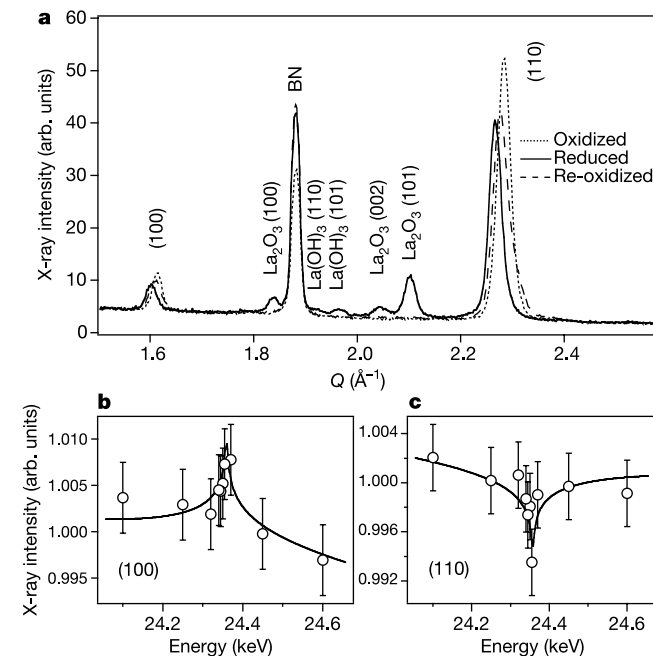 a
60
50
40
30
20
10
0
X-ray intensity (arb. units)
(100)
La₂O₃ (100)
BN
La(OH)₃ (110)
La(OH)₃ (101)
La₂O₃ (002)
La₂O₃ (101)
(110)
Oxidized
Reduced
Re-oxidized
1.6 1.8 2.0 2.2 2.4
Q (Å⁻¹)
b
1.010
1.005
1.000
0.995
X-ray intensity (arb. units)
(100)
24.2 24.4 24.6
Energy (keV)
c
1.004
1.000
0.996
0.992
(110)
24.2 24.4 24.6
Energy (keV)